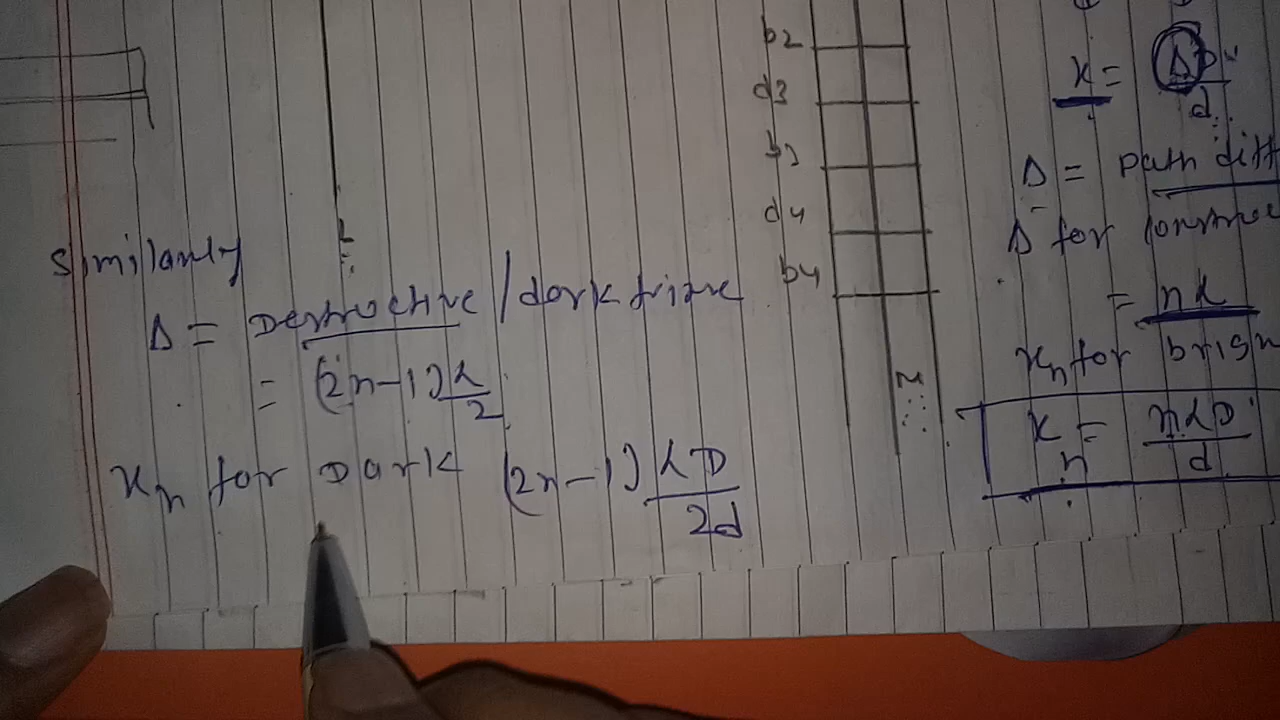 b2
d3
b3
d4
b4
x = ΔD
d
Δ = path diff
Δ for construc
= nλ
xn for brigh
xn = nλD
d
Similarly
Δ = Destructive / dark fringe
= (2n-1) λ
2
xn for Dark (2n-1) λD
2d